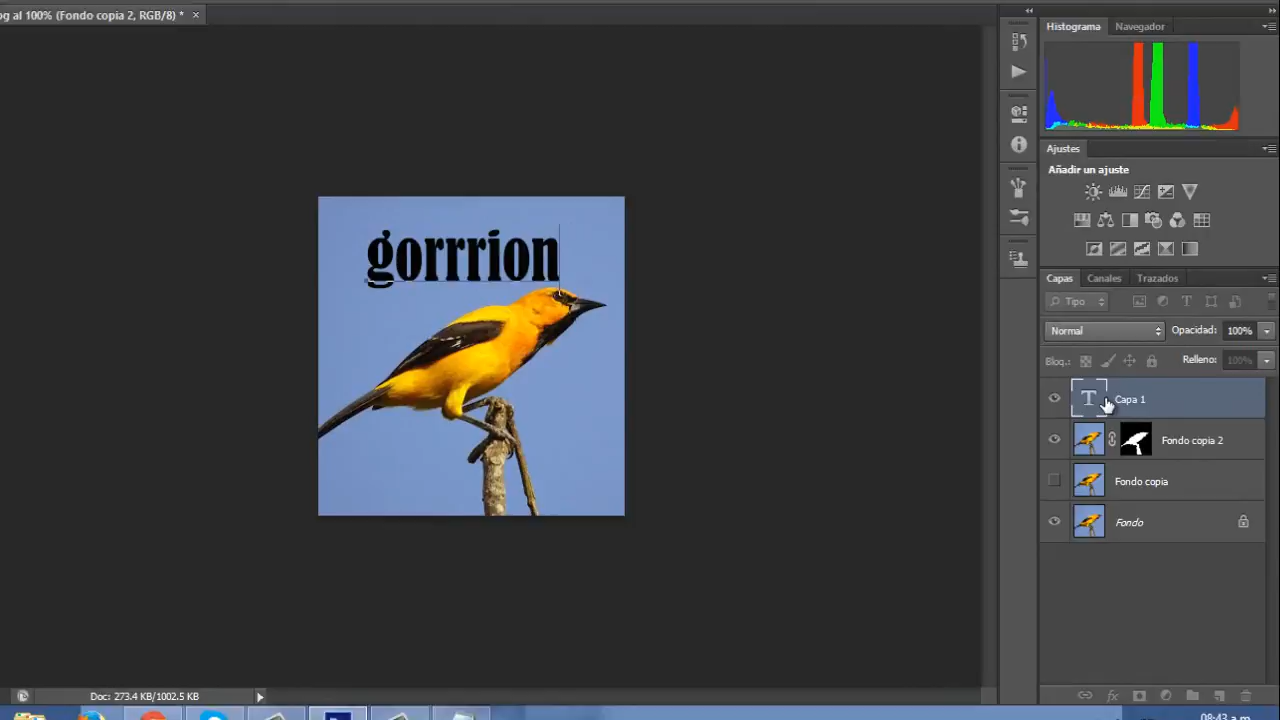 og al 100% (Fondo copia 2, RGB/8) * ×
Histograma Navegador
Ajustes
Añadir un ajuste
gorrrion
Capas Canales Trazados
Tipo
Normal Opacidad: 100%
Bloq.: Relleno: 100%
T Capa 1
Fondo copia 2
Fondo copia
Fondo
Doc: 273.4 KB/1002.5 KB
08:43 a.m.